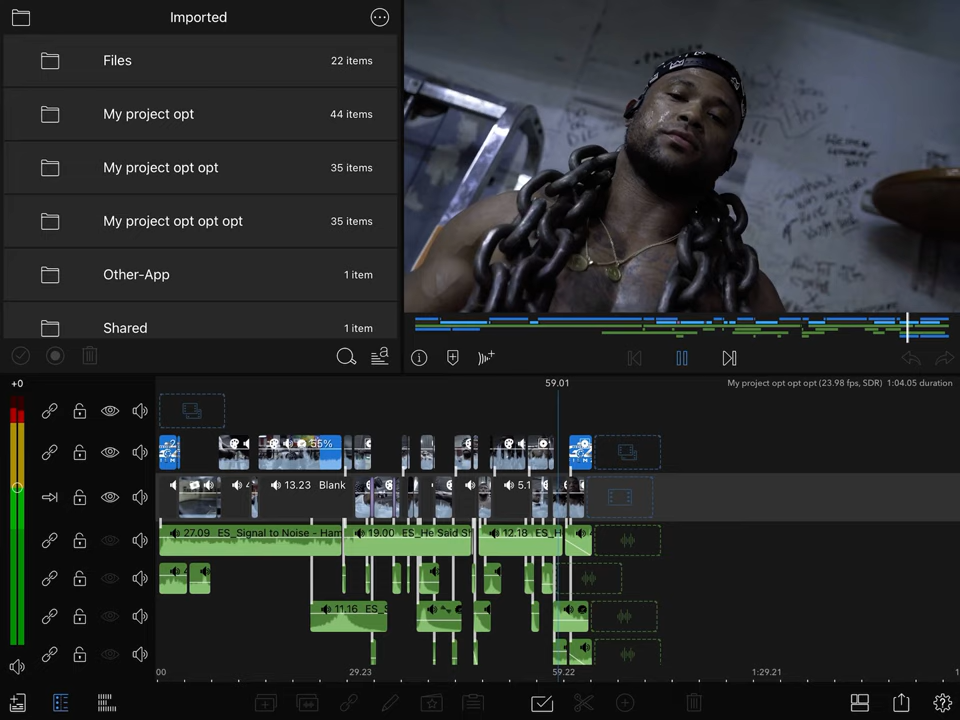 Imported
Files 22 items
My project opt 44 items
My project opt opt 35 items
My project opt opt opt 35 items
Other-App 1 item
Shared 1 item
+0
59.01
My project opt opt opt (23.98 fps, SDR) 1:04.05 duration
55%
13.23 Blank
5.1
27.09 ES_Signal to Noise - Ham
19.00 ES_He Said S
12.18 ES_H
11.16 ES_S
00 29.23 59.22 1:29.21